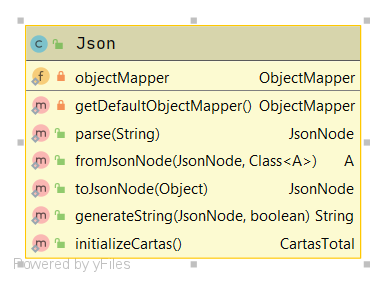 Json
objectMapper ObjectMapper
getDefaultObjectMapper() ObjectMapper
parse(String) JsonNode
fromJsonNode(JsonNode, Class<A>) A
toJsonNode(Object) JsonNode
generateString(JsonNode, boolean) String
initializeCartas() CartasTotal
Powered by yFiles